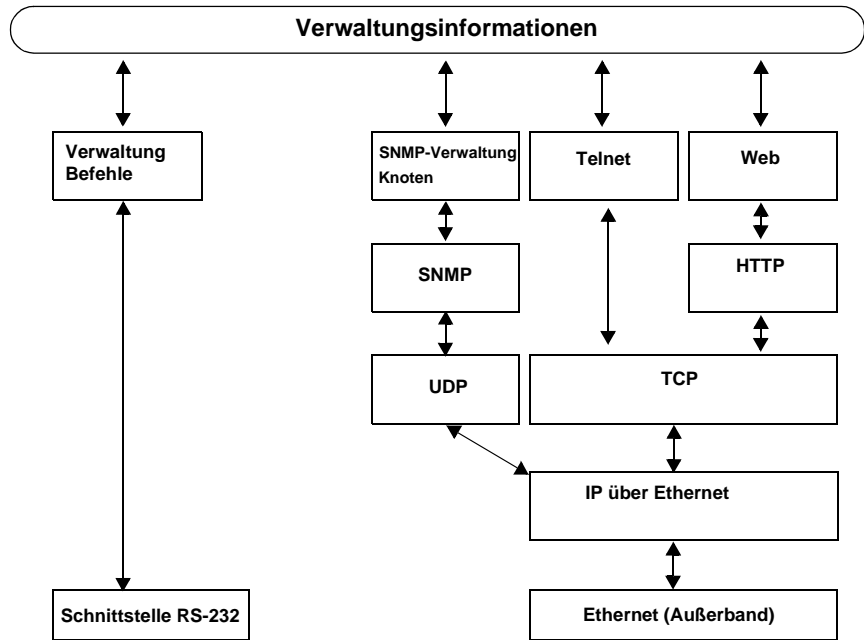 Verwaltungsinformationen
Verwaltung
Befehle
SNMP-Verwaltung
Knoten
Telnet
Web
SNMP
HTTP
UDP
TCP
IP über Ethernet
Schnittstelle RS-232
Ethernet (Außerband)